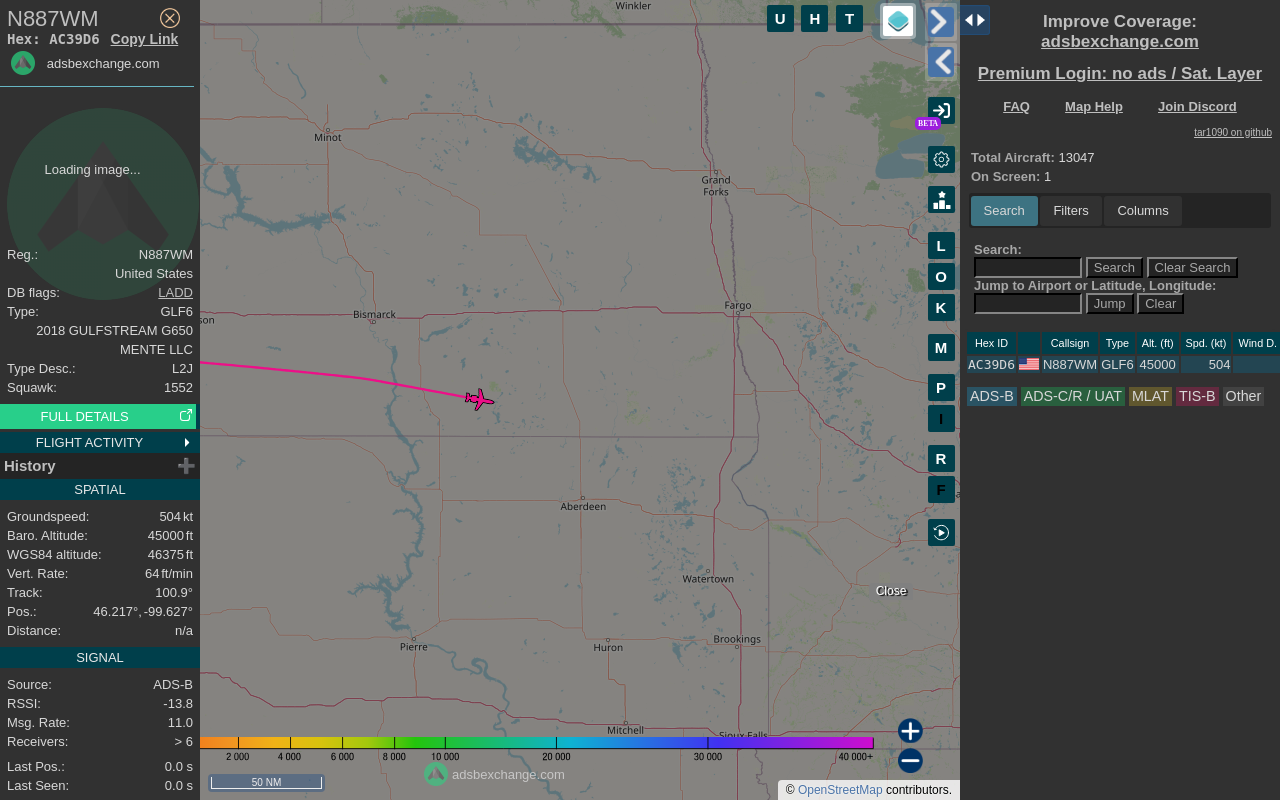 N887WM
Hex: AC39D6 Copy Link
adsbexchange.com
Loading image...
Reg.: N887WM
United States
DB flags: LADD
Type: GLF6
2018 GULFSTREAM G650
MENTE LLC
Type Desc.: L2J
Squawk: 1552
FULL DETAILS
FLIGHT ACTIVITY
History
SPATIAL
Groundspeed: 504 kt
Baro. Altitude: 45000 ft
WGS84 altitude: 46375 ft
Vert. Rate: 64 ft/min
Track: 100.9°
Pos.: 46.217°, -99.627°
Distance: n/a
SIGNAL
Source: ADS-B
RSSI: -13.8
Msg. Rate: 11.0
Receivers: > 6
Last Pos.: 0.0 s
Last Seen: 0.0 s
Winkler
Minot
Grand
Forks
Fargo
Bismarck
son
Aberdeen
Watertown
Pierre
Huron
Brookings
Mitchell
Sioux Falls
Close
U H T
BETA
L
O
K
M
P
I
R
F
2 000 4 000 6 000 8 000 10 000 20 000 30 000 40 000+
adsbexchange.com
50 NM
© OpenStreetMap contributors.
Improve Coverage:
adsbexchange.com
Premium Login: no ads / Sat. Layer
FAQ Map Help Join Discord
tar1090 on github
Total Aircraft: 13047
On Screen: 1
Search Filters Columns
Search:
Search Clear Search
Jump to Airport or Latitude, Longitude:
Jump Clear
Hex ID Callsign Type Alt. (ft) Spd. (kt) Wind D.
AC39D6 N887WM GLF6 45000 504
ADS-B ADS-C/R / UAT MLAT TIS-B Other